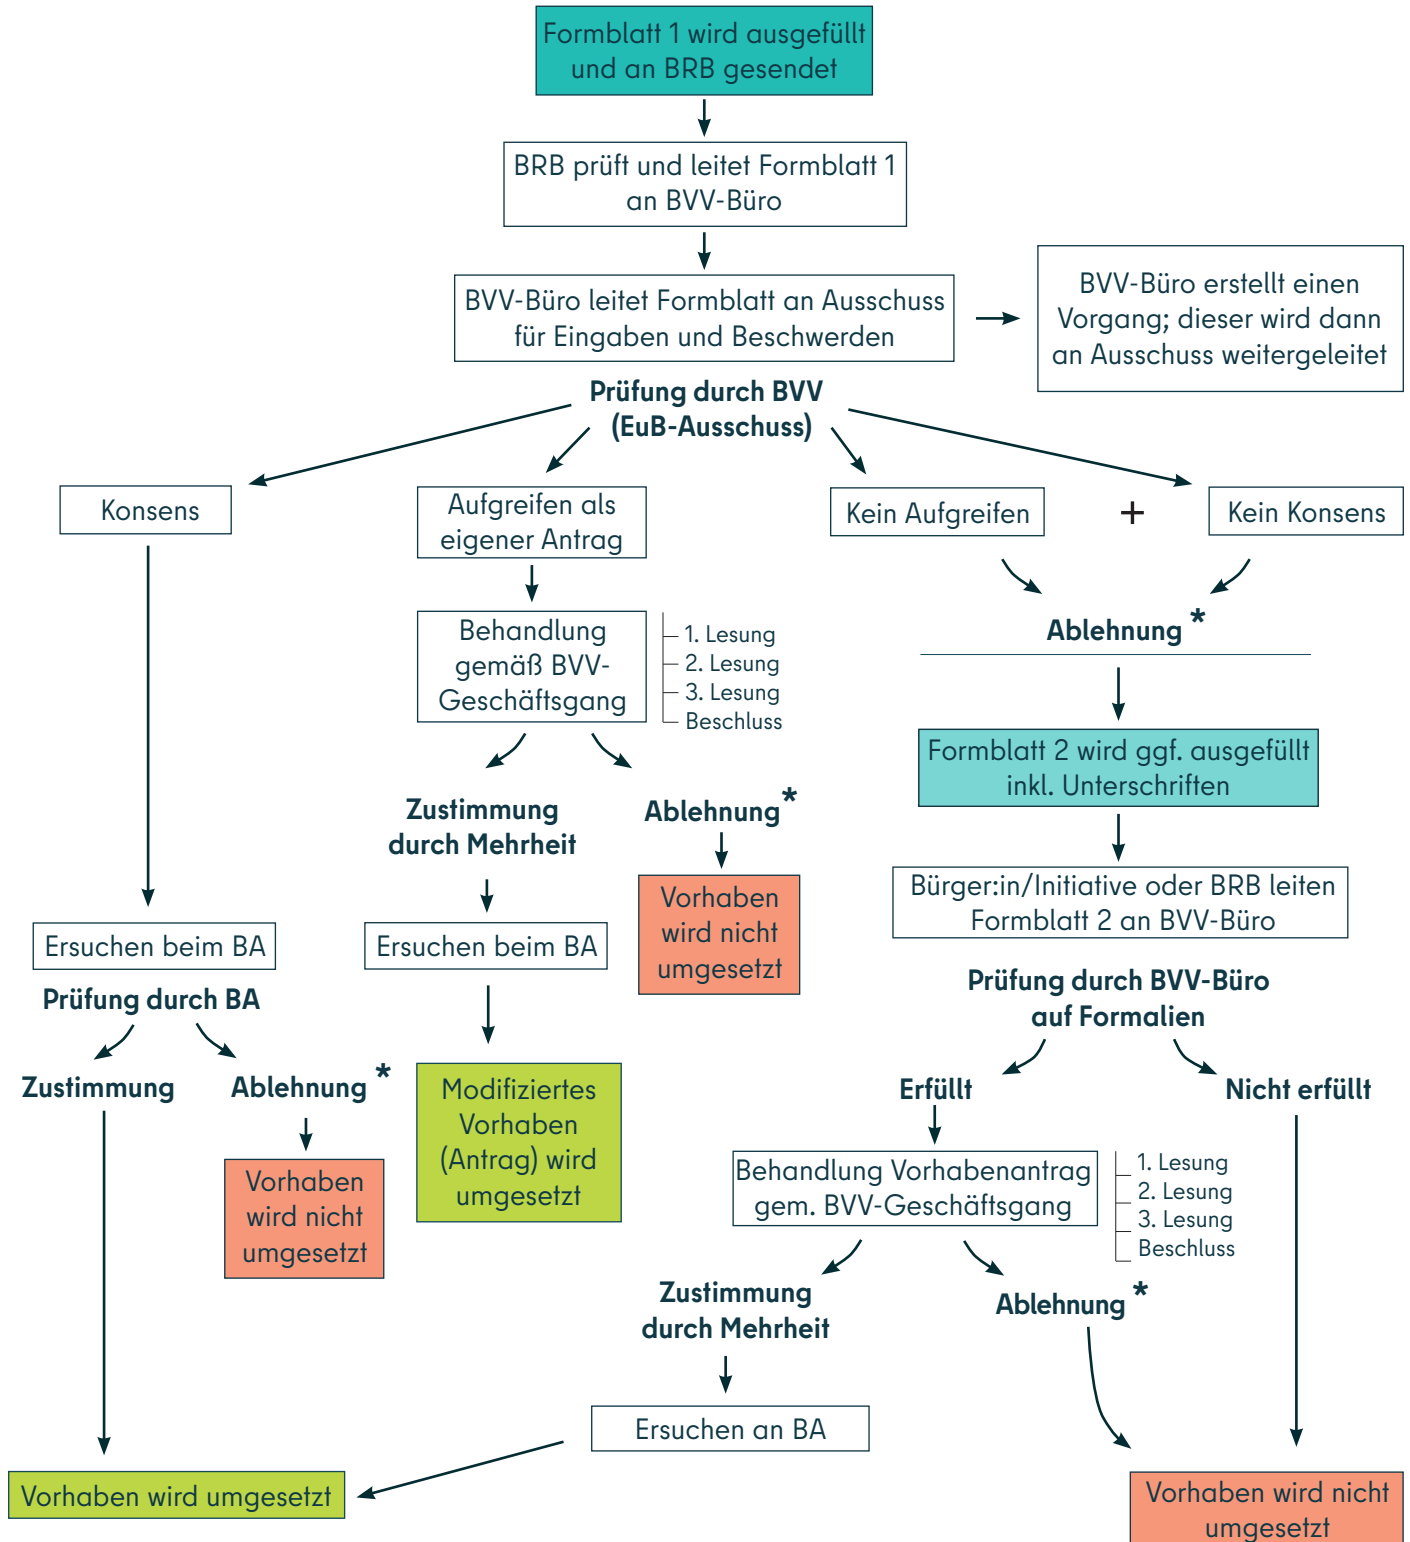 Formblatt 1 wird ausgefüllt
und an BRB gesendet
BRB prüft und leitet Formblatt 1
an BVV-Büro
BVV-Büro leitet Formblatt an Ausschuss
für Eingaben und Beschwerden
BVV-Büro erstellt einen
Vorgang; dieser wird dann
an Ausschuss weitergeleitet
Prüfung durch BVV
(EuB-Ausschuss)
Konsens
Aufgreifen als
eigener Antrag
Kein Aufgreifen
+
Kein Konsens
Behandlung
gemäß BVV-
Geschäftsgang
1. Lesung
2. Lesung
3. Lesung
Beschluss
Ablehnung *
Formblatt 2 wird ggf. ausgefüllt
inkl. Unterschriften
Zustimmung
durch Mehrheit
Ablehnung *
Vorhaben
wird nicht
umgesetzt
Bürger:in/Initiative oder BRB leiten
Formblatt 2 an BVV-Büro
Ersuchen beim BA
Ersuchen beim BA
Prüfung durch BA
Prüfung durch BVV-Büro
auf Formalien
Zustimmung
Ablehnung *
Modifiziertes
Vorhaben
(Antrag) wird
umgesetzt
Erfüllt
Nicht erfüllt
Vorhaben
wird nicht
umgesetzt
Behandlung Vorhabenantrag
gem. BVV-Geschäftsgang
1. Lesung
2. Lesung
3. Lesung
Beschluss
Zustimmung
durch Mehrheit
Ablehnung *
Ersuchen an BA
Vorhaben wird umgesetzt
Vorhaben wird nicht
umgesetzt